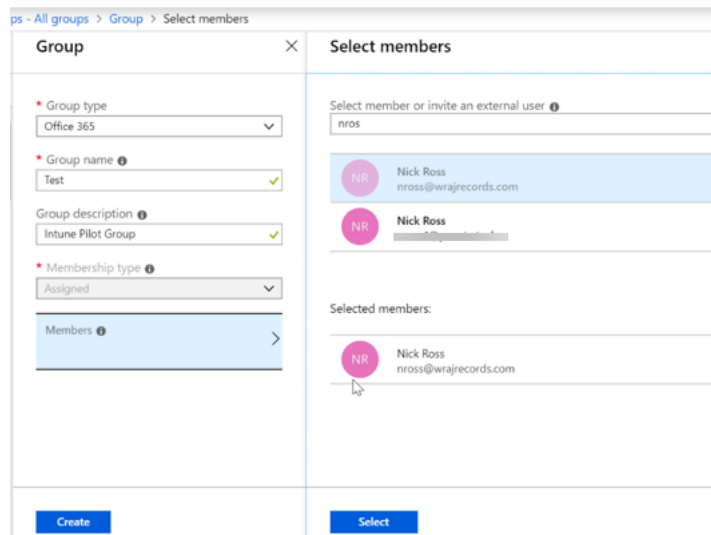 ps - All groups > Group > Select members
Group
Select members
* Group type
Office 365
* Group name
Test
Group description
Intune Pilot Group
* Membership type
Assigned
Members
Select member or invite an external user
nros
NR
Nick Ross
nross@wrajrecords.com
NR
Nick Ross
Selected members:
NR
Nick Ross
nross@wrajrecords.com
Create
Select